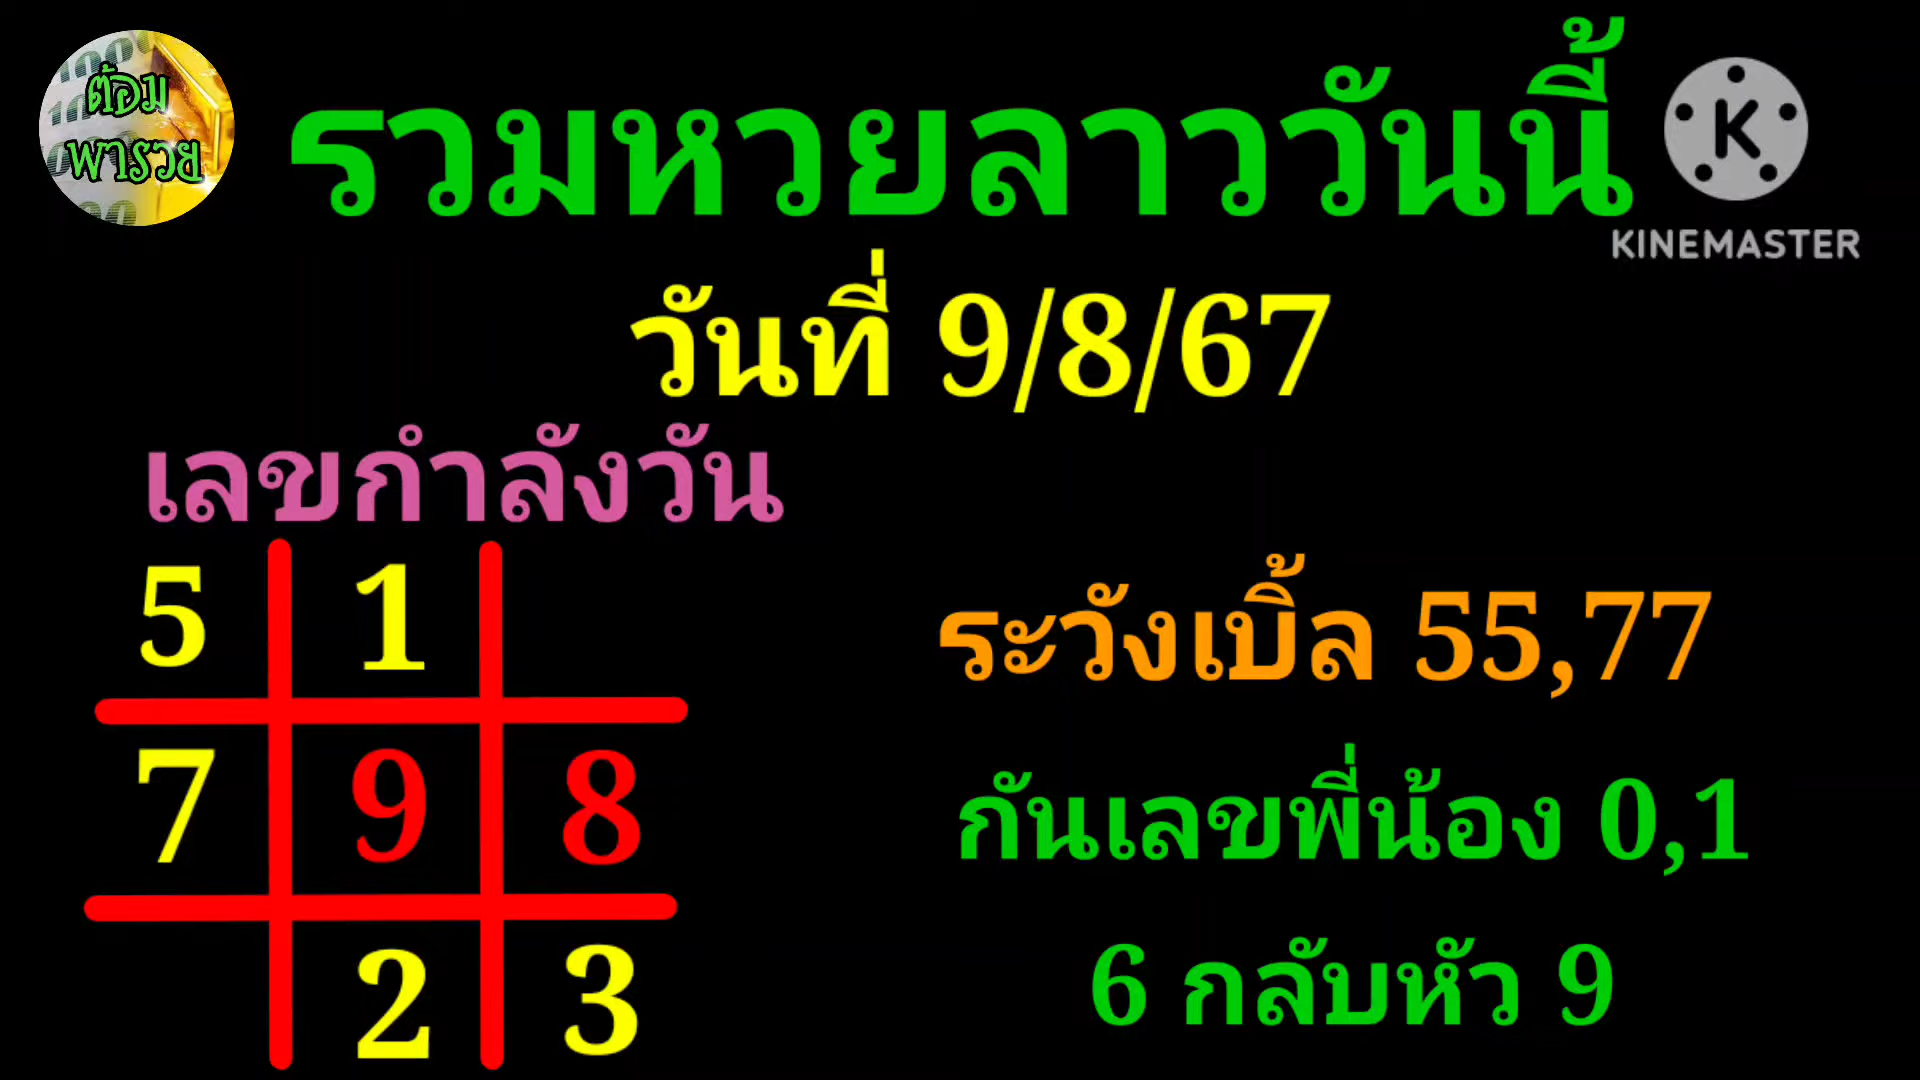 ต้อม
พารวย
รวมหวยลาววันนี้
KINEMASTER
วันที่ 9/8/67
เลขกำลังวัน
5 1
7 9 8
2 3
ระวังเบิ้ล 55,77
กันเลขพี่น้อง 0,1
6 กลับหัว 9